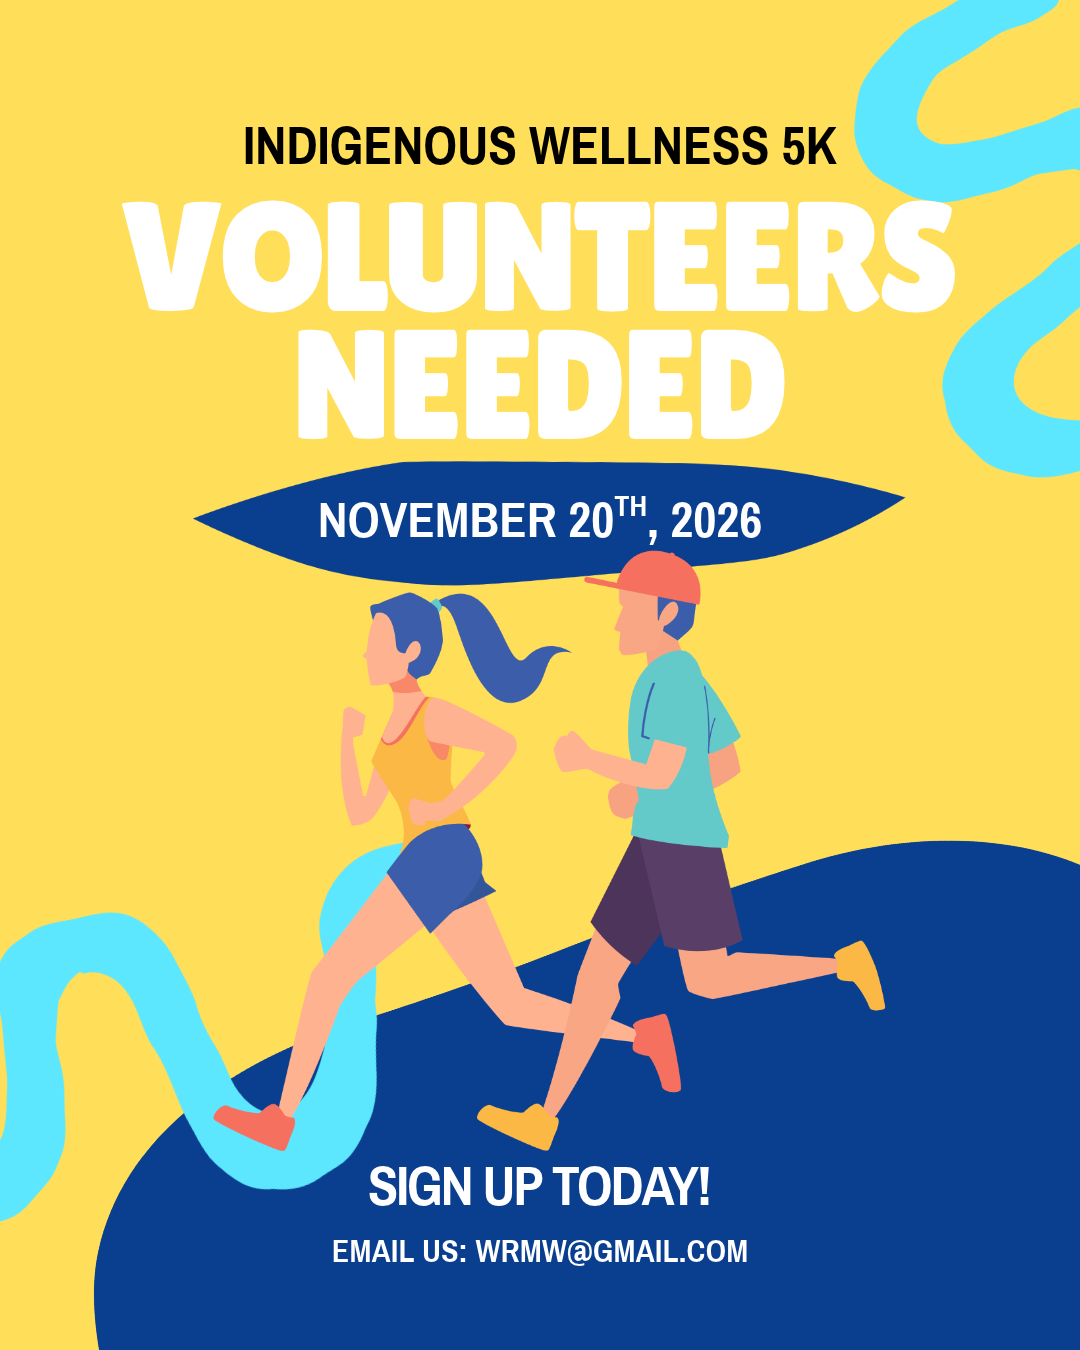 INDIGENOUS WELLNESS 5K
VOLUNTEERS
NEEDED
NOVEMBER 20TH, 2026
SIGN UP TODAY!
EMAIL US: WRMW@GMAIL.COM